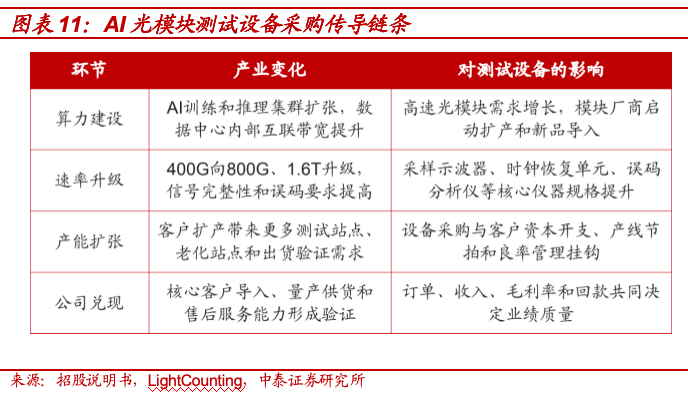 图表 11：AI 光模块测试设备采购传导链条
环节 产业变化 对测试设备的影响
算力建设
AI训练和推理集群扩张，数
据中心内部互联带宽提升
高速光模块需求增长，模块厂商启
动扩产和新品导入
速率升级
400G向800G、1.6T升级，
信号完整性和误码要求提高
采样示波器、时钟恢复单元、误码
分析仪等核心仪器规格提升
产能扩张
客户扩产带来更多测试站点、
老化站点和出货验证需求
设备采购与客户资本开支、产线节
拍和良率管理挂钩
公司兑现
核心客户导入、量产供货和
售后服务能力形成验证
订单、收入、毛利率和回款共同决
定业绩质量
来源：招股说明书，LightCounting，中泰证券研究所